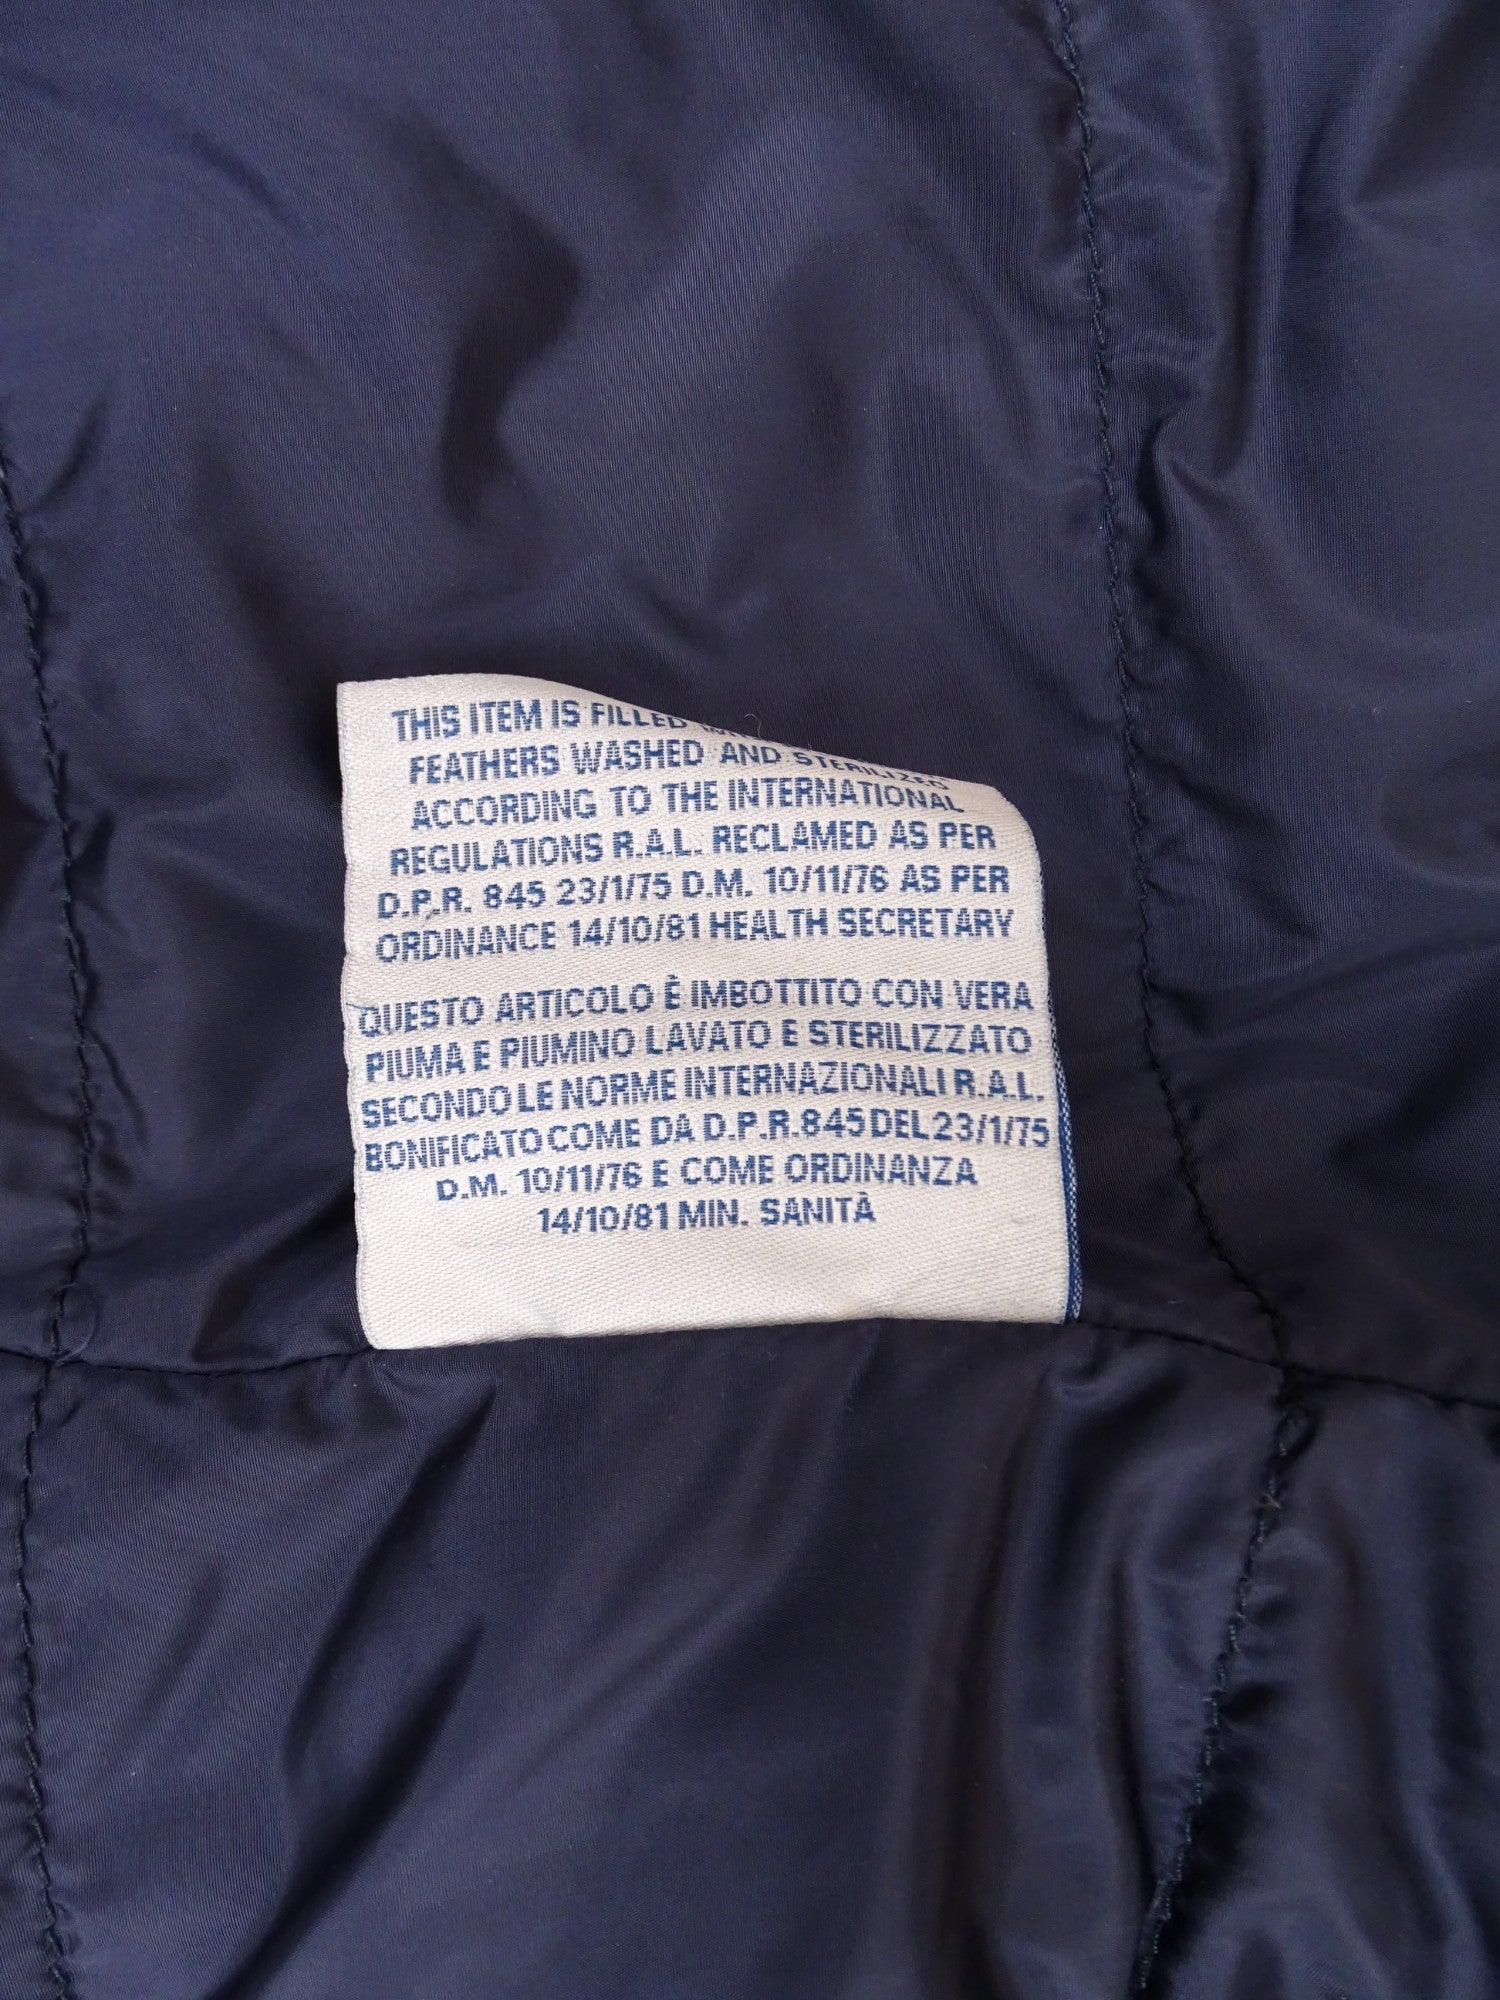 THIS ITEM IS FILLED
FEATHERS WASHED AND STERILIZED
ACCORDING TO THE INTERNATIONAL
REGULATIONS R.A.L. RECLAMED AS PER
D.P.R. 845 23/1/75 D.M. 10/11/76 AS PER
ORDINANCE 14/10/81 HEALTH SECRETARY
QUESTO ARTICOLO È IMBOTTITO CON VERA
PIUMA E PIUMINO LAVATO E STERILIZZATO
SECONDO LE NORME INTERNAZIONALI R.A.L.
BONIFICATO COME DA D.P.R. 845 DEL 23/1/75
D.M. 10/11/76 E COME ORDINANZA
14/10/81 MIN. SANITÀ